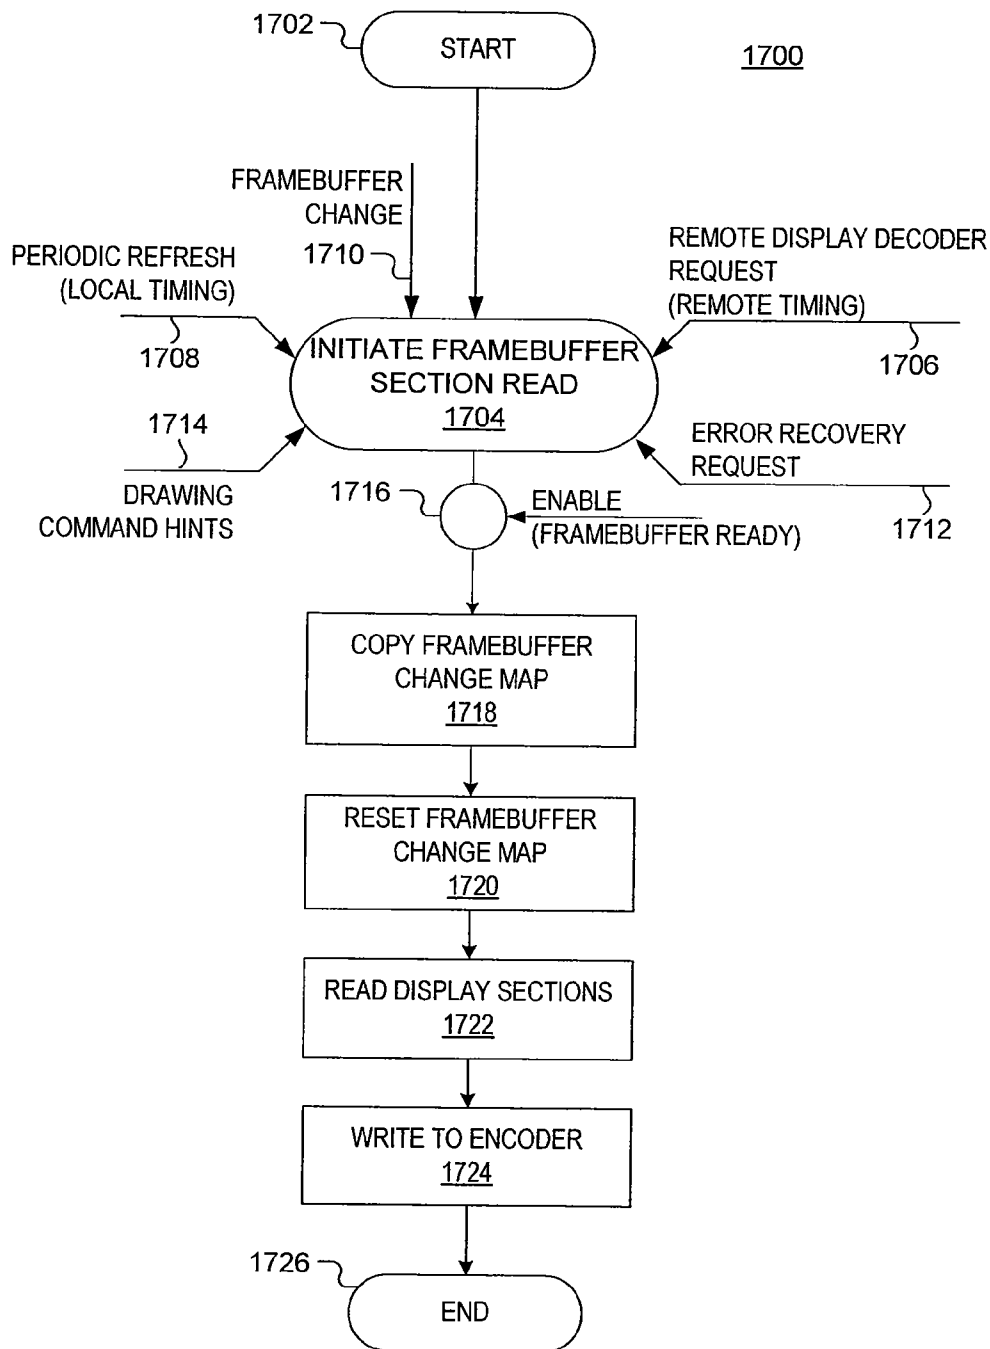 1702
START
1700
FRAMEBUFFER
CHANGE
1710
PERIODIC REFRESH
(LOCAL TIMING)
1708
REMOTE DISPLAY DECODER
REQUEST
(REMOTE TIMING)
1706
INITIATE FRAMEBUFFER
SECTION READ
1704
1714
DRAWING
COMMAND HINTS
ERROR RECOVERY
REQUEST
1712
1716
ENABLE
(FRAMEBUFFER READY)
COPY FRAMEBUFFER
CHANGE MAP
1718
RESET FRAMEBUFFER
CHANGE MAP
1720
READ DISPLAY SECTIONS
1722
WRITE TO ENCODER
1724
1726
END